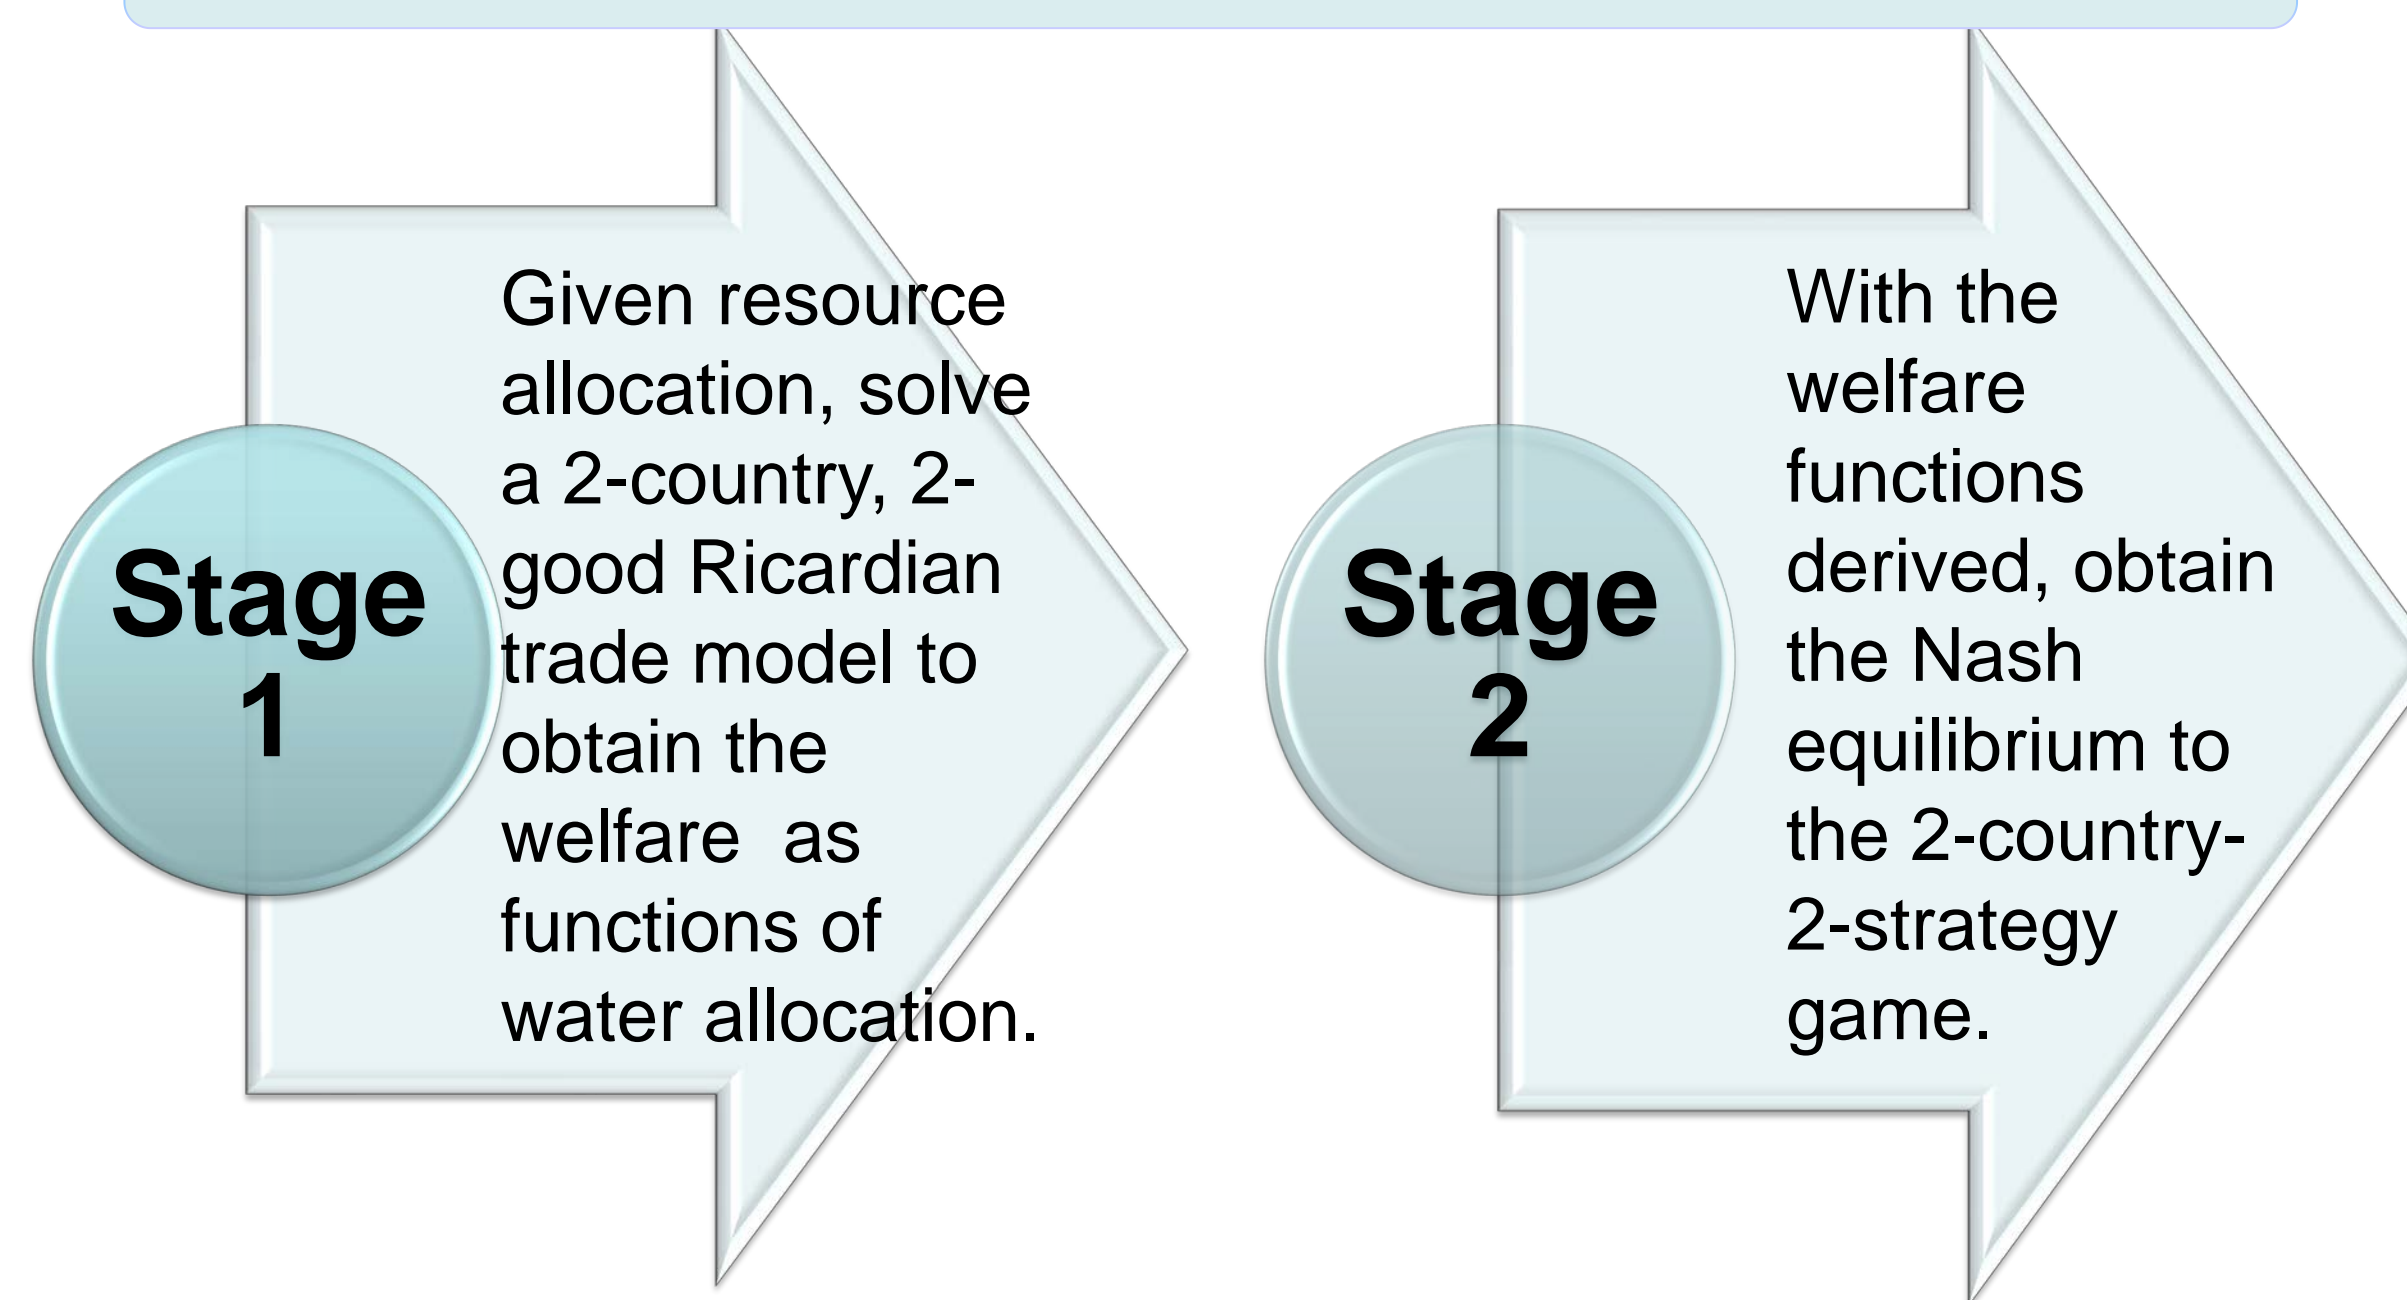 Stage
1
Given resource
allocation, solve
a 2-country, 2-
good Ricardian
trade model to
obtain the
welfare  as
functions of
water allocation.
Stage
2
With the
welfare
functions
derived, obtain
the Nash
equilibrium to
the 2-country-
2-strategy
game.